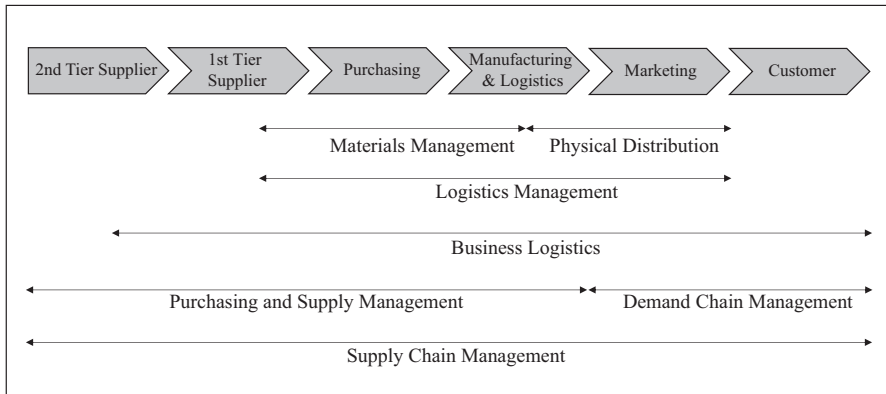 2nd Tier Supplier
1st Tier
Supplier
Purchasing
Manufacturing
& Logistics
Marketing
Customer
Materials Management
Physical Distribution
Logistics Management
Business Logistics
Purchasing and Supply Management
Demand Chain Management
Supply Chain Management